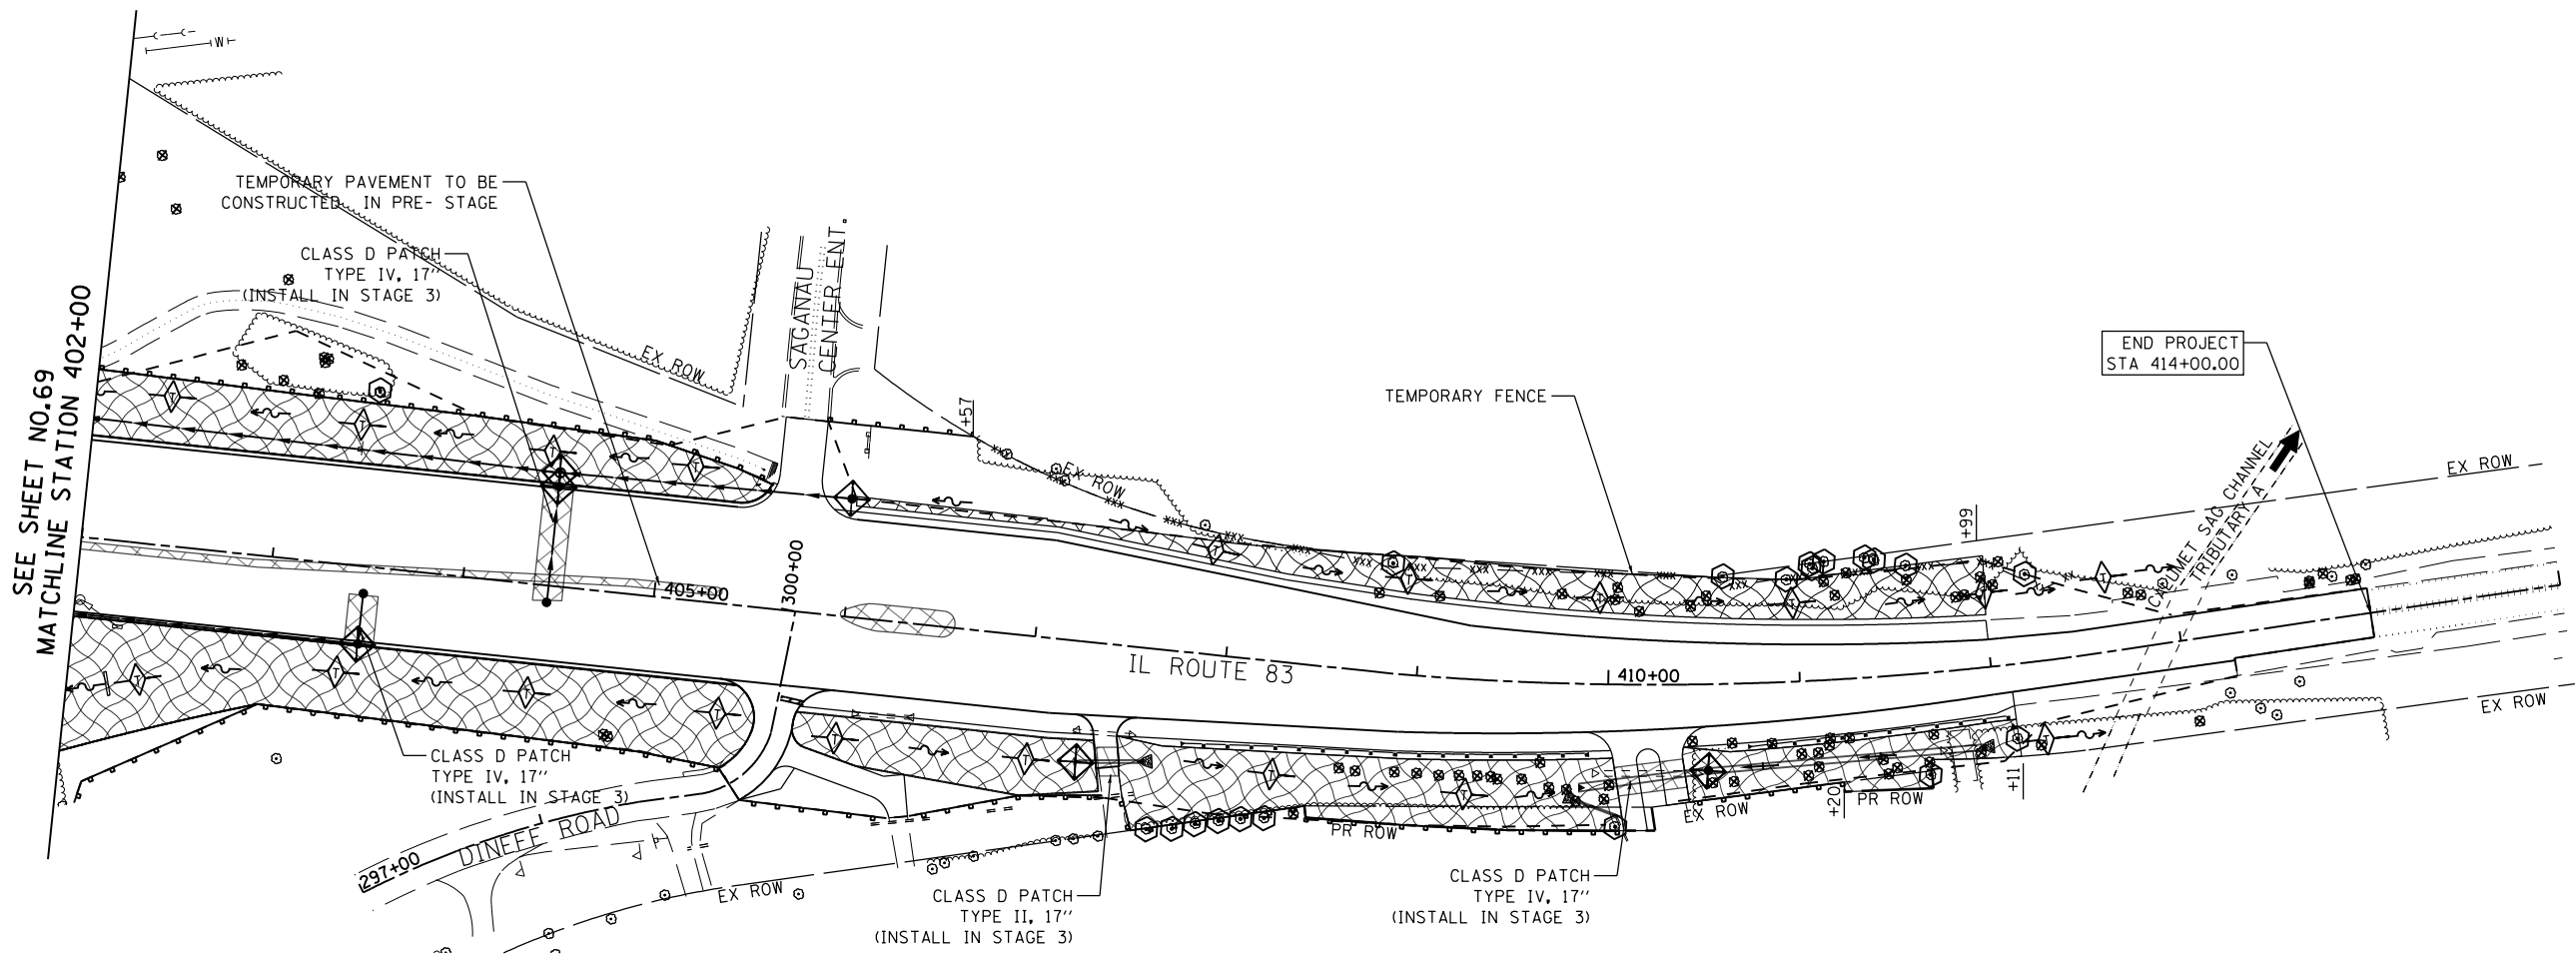 W
TEMPORARY PAVEMENT TO BE
CONSTRUCTED IN PRE- STAGE
CLASS D PATCH
TYPE IV, 17''
(INSTALL IN STAGE 3)
SEE SHEET NO.69
MATCHLINE STATION 402+00
EX ROW
SAGANAU
CENTER ENT.
+57
EX ROW
TEMPORARY FENCE
+99
END PROJECT
STA 414+00.00
CALUMET SAG CHANNEL
TRIBUTARY A
EX ROW
405+00
300+00
IL ROUTE 83
410+00
EX ROW
CLASS D PATCH
TYPE IV, 17''
(INSTALL IN STAGE 3)
DINEFF ROAD
297+00
EX ROW
PR ROW
EX ROW
+20
PR ROW
+11
CLASS D PATCH
TYPE II, 17''
(INSTALL IN STAGE 3)
CLASS D PATCH
TYPE IV, 17''
(INSTALL IN STAGE 3)